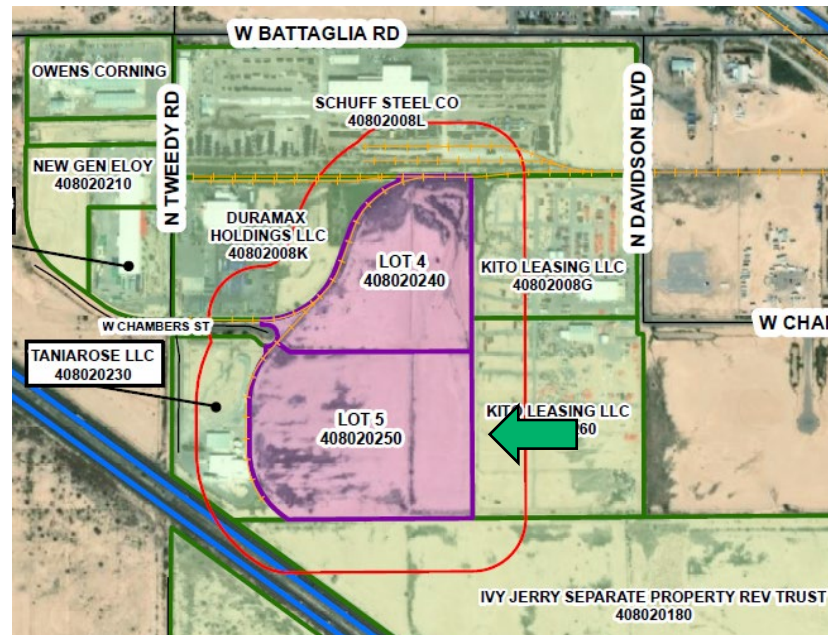 W BATTAGLIA RD
OWENS CORNING
N TWEEDY RD
SCHUFF STEEL CO
40802008L
N DAVIDSON BLVD
NEW GEN ELOY
408020210
DURAMAX
HOLDINGS LLC
40802008K
LOT 4
408020240
KITO LEASING LLC
40802008G
W CHAMBERS ST
W CHA
TANIAROSE LLC
408020230
LOT 5
408020250
KITO LEASING LLC
60
IVY JERRY SEPARATE PROPERTY REV TRUST
408020180